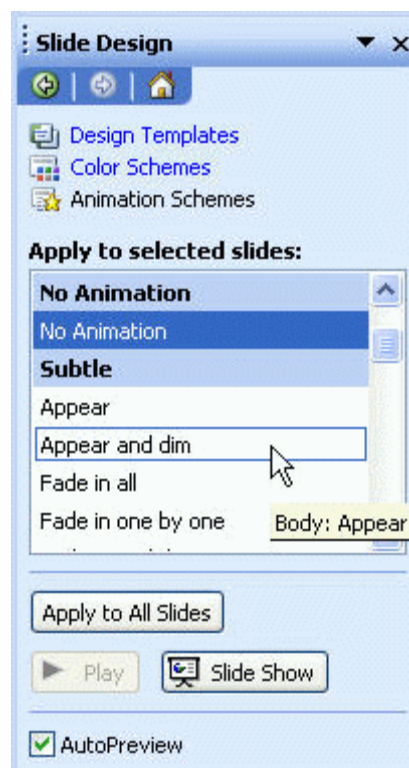 Slide Design
Design Templates
Color Schemes
Animation Schemes
Apply to selected slides:
No Animation
No Animation
Subtle
Appear
Appear and dim
Fade in all
Fade in one by one
Body: Appear
Apply to All Slides
Play
Slide Show
AutoPreview